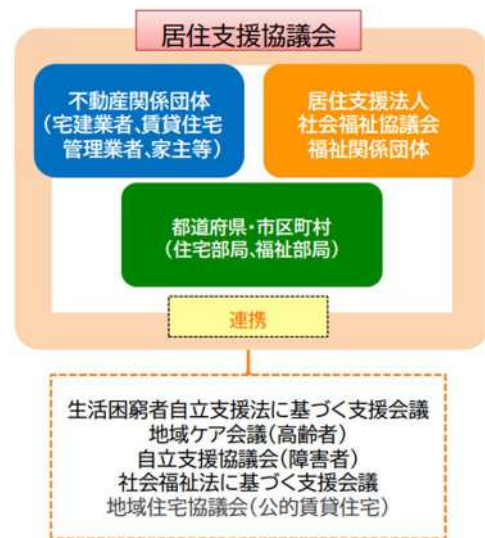 居住支援協議会
不動産関係団体
(宅建業者、賃貸住宅
管理業者、家主等)
居住支援法人
社会福祉協議会
福祉関係団体
都道府県・市区町村
(住宅部局、福祉部局)
連携
生活困窮者自立支援法に基づく支援会議
地域ケア会議(高齢者)
自立支援協議会(障害者)
社会福祉法に基づく支援会議
地域住宅協議会(公的賃貸住宅)